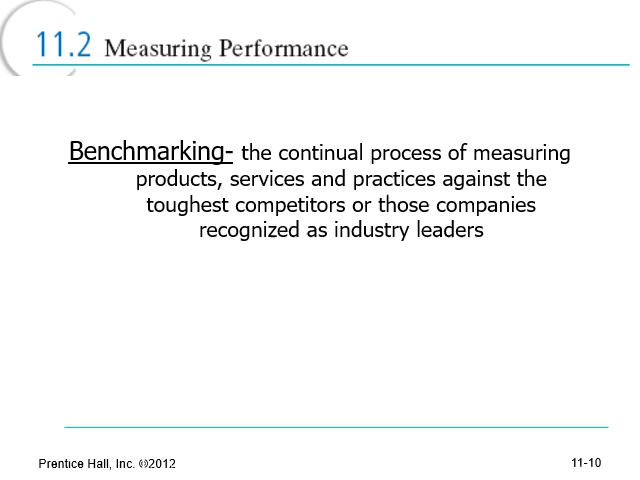 11.2 Measuring Performance
Benchmarking- the continual process of measuring
products, services and practices against the
toughest competitors or those companies
recognized as industry leaders
Prentice Hall, Inc. ©2012
11-10